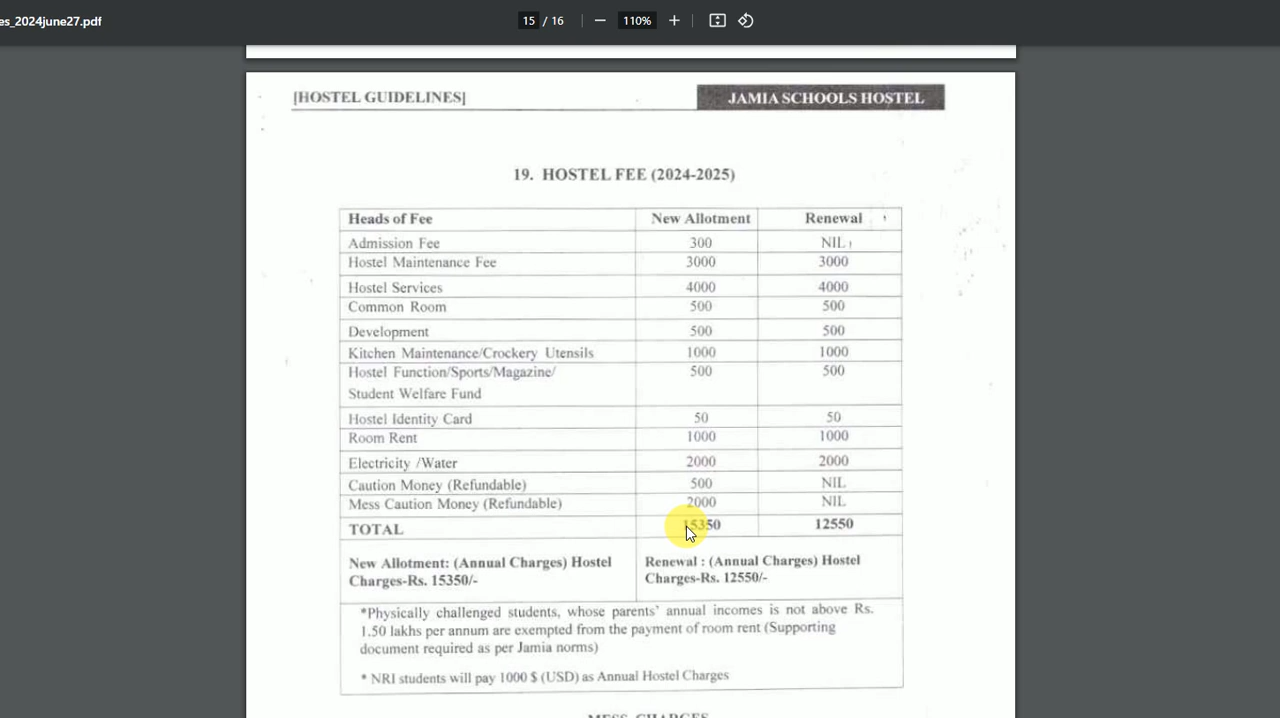 es_2024june27.pdf
15 / 16
110%
[HOSTEL GUIDELINES]
JAMIA SCHOOLS HOSTEL
19. HOSTEL FEE (2024-2025)
Heads of Fee New Allotment Renewal
Admission Fee 300 NIL
Hostel Maintenance Fee 3000 3000
Hostel Services 4000 4000
Common Room 500 500
Development 500 500
Kitchen Maintenance/Crockery Utensils 1000 1000
Hostel Function/Sports/Magazine/ 500 500
Student Welfare Fund
Hostel Identity Card 50 50
Room Rent 1000 1000
Electricity /Water 2000 2000
Caution Money (Refundable) 500 NIL
Mess Caution Money (Refundable) 2000 NIL
TOTAL 15350 12550
New Allotment: (Annual Charges) Hostel
Charges-Rs. 15350/-
Renewal : (Annual Charges) Hostel
Charges-Rs. 12550/-
*Physically challenged students, whose parents' annual incomes is not above Rs.
1.50 lakhs per annum are exempted from the payment of room rent (Supporting
document required as per Jamia norms)
* NRI students will pay 1000 $ (USD) as Annual Hostel Charges
MESS CHARGES